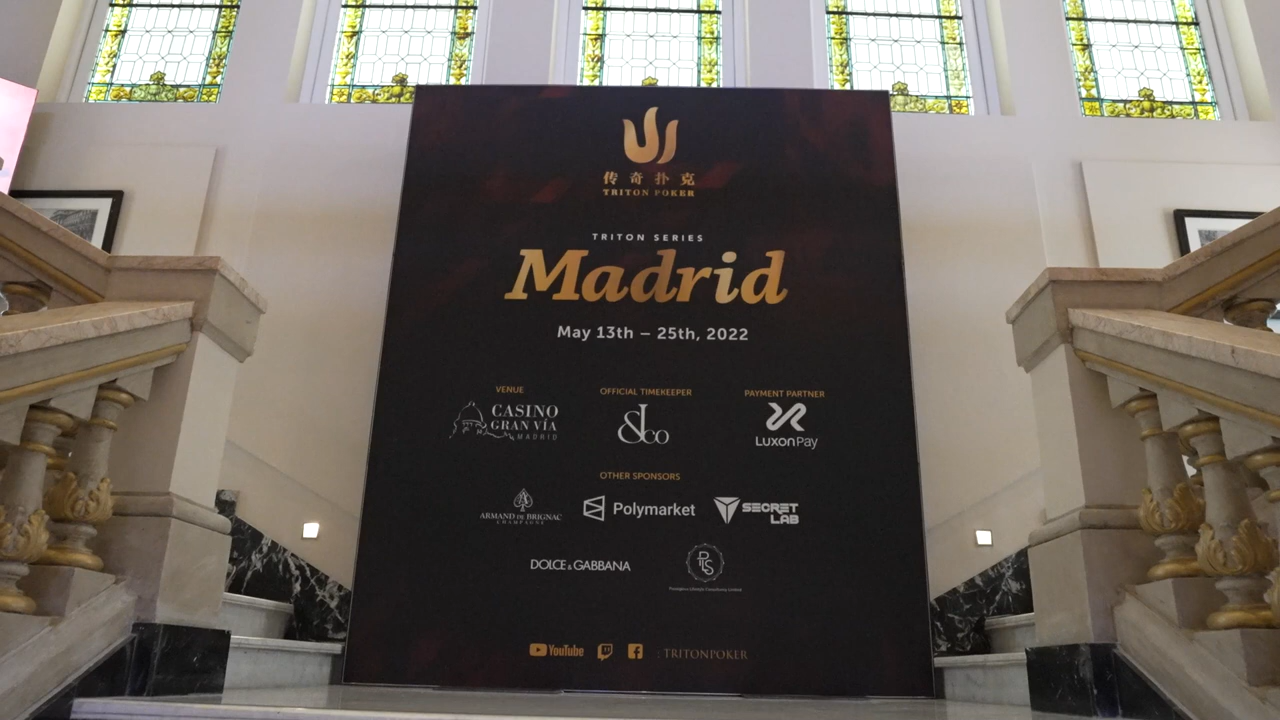 传奇扑克
TRITON POKER
TRITON SERIES
Madrid
May 13th – 25th, 2022
VENUE
CASINO
GRAN VÍA
MADRID
OFFICIAL TIMEKEEPER
J&co
PAYMENT PARTNER
LUXONPAY
OTHER SPONSORS
ARMAND DE BRIGNAC
CHAMPAGNE
Polymarket
SECRET
LAB
DOLCE & GABBANA
PLS
YouTube
: TRITONPOKER